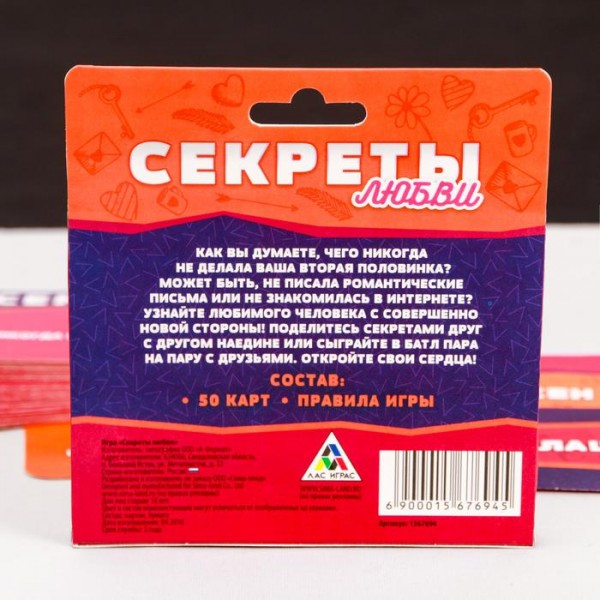 СЕКРЕТЫ
ЛЮБВИ
КАК ВЫ ДУМАЕТЕ, ЧЕГО НИКОГДА
НЕ ДЕЛАЛА ВАША ВТОРАЯ ПОЛОВИНКА?
МОЖЕТ БЫТЬ, НЕ ПИСАЛА РОМАНТИЧЕСКИЕ
ПИСЬМА ИЛИ НЕ ЗНАКОМИЛАСЬ В ИНТЕРНЕТЕ?
УЗНАЙТЕ ЛЮБИМОГО ЧЕЛОВЕКА С СОВЕРШЕННО
НОВОЙ СТОРОНЫ! ПОДЕЛИТЕСЬ СЕКРЕТАМИ ДРУГ
С ДРУГОМ НАЕДИНЕ ИЛИ СЫГРАЙТЕ В БАТЛ ПАРА
НА ПАРУ С ДРУЗЬЯМИ. ОТКРОЙТЕ СВОИ СЕРДЦА!
СОСТАВ:
• 50 КАРТ • ПРАВИЛА ИГРЫ
Игра «Секреты любви»
ЛАС ИГРАС
6 900015 676945
Артикул: 1567694